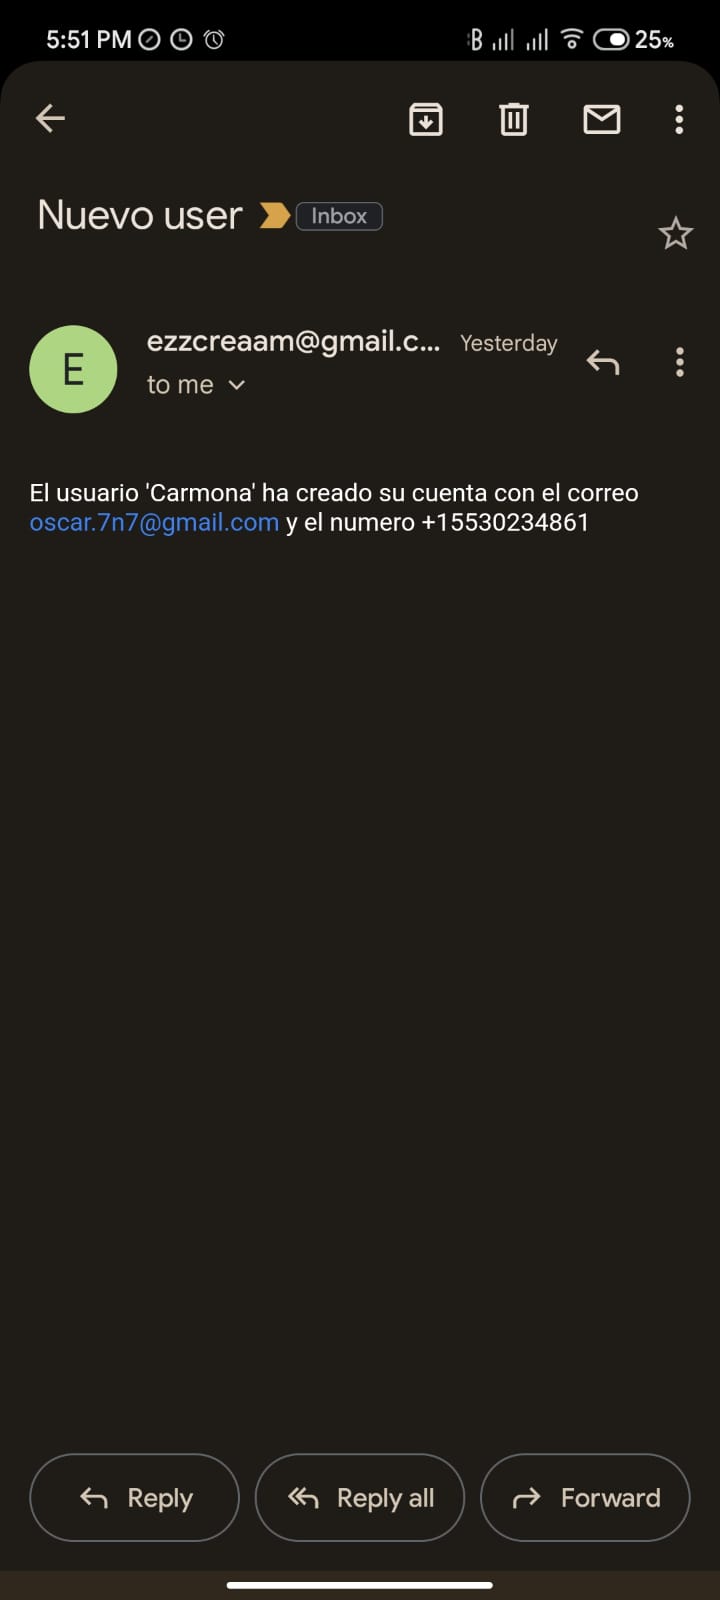 5:51 PM 25%
Nuevo user Inbox
E
ezzcreaam@gmail.c... Yesterday
to me
El usuario 'Carmona' ha creado su cuenta con el correo
oscar.7n7@gmail.com y el numero +15530234861
Reply Reply all Forward